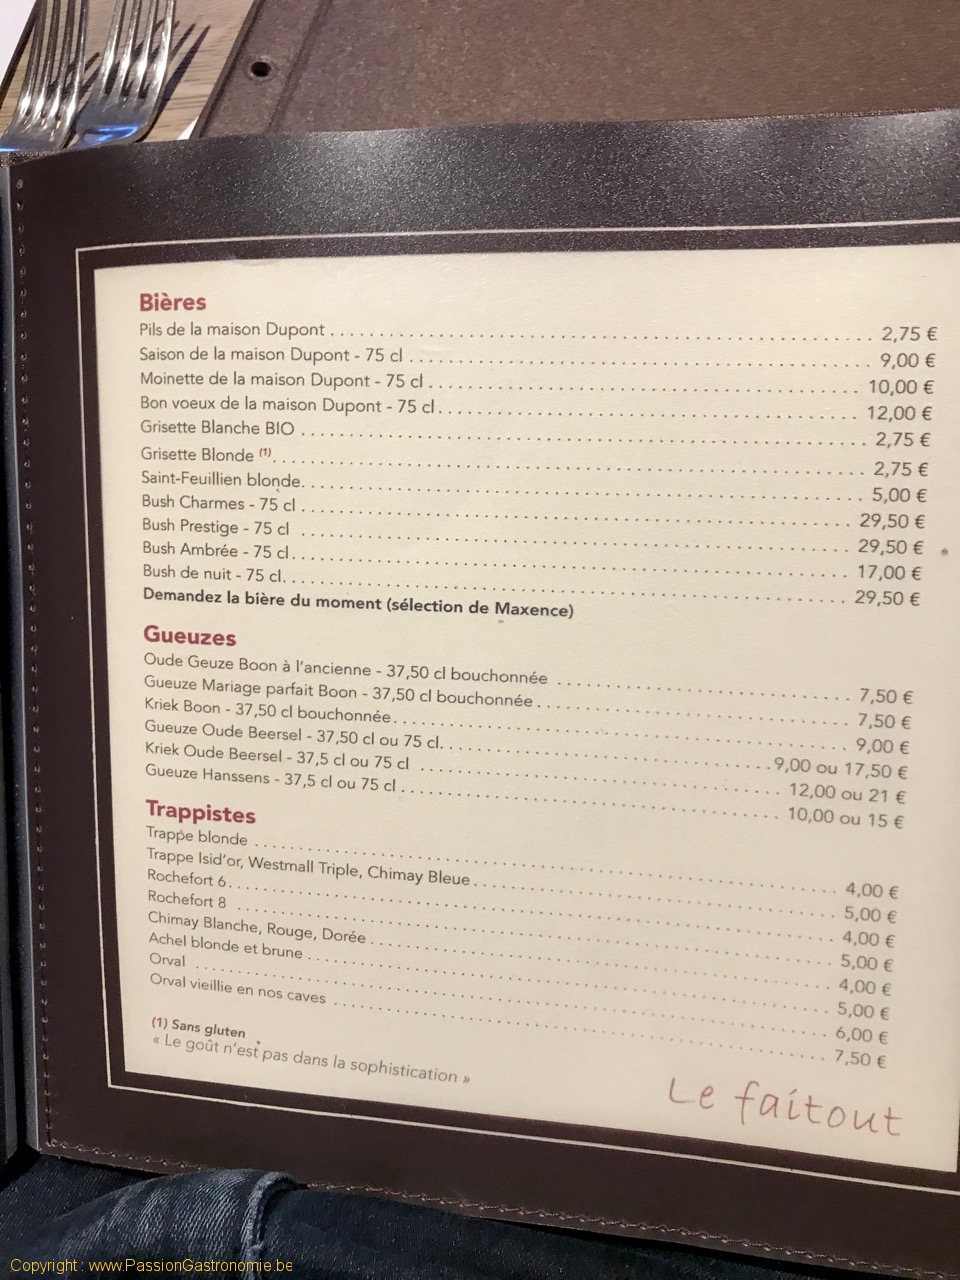 Bières
Pils de la maison Dupont . . . . . . . . . . 2,75 €
Saison de la maison Dupont - 75 cl . . . . . . . . . . 9,00 €
Moinette de la maison Dupont - 75 cl . . . . . . . . . . 10,00 €
Bon voeux de la maison Dupont - 75 cl . . . . . . . . . . 12,00 €
Grisette Blanche BIO . . . . . . . . . . 2,75 €
Grisette Blonde (1) . . . . . . . . . . 2,75 €
Saint-Feuillien blonde . . . . . . . . . . 5,00 €
Bush Charmes - 75 cl . . . . . . . . . . 29,50 €
Bush Prestige - 75 cl . . . . . . . . . . 29,50 €
Bush Ambrée - 75 cl . . . . . . . . . . 17,00 €
Bush de nuit - 75 cl . . . . . . . . . . 29,50 €
Demandez la bière du moment (sélection de Maxence)
Gueuzes
Oude Geuze Boon à l'ancienne - 37,50 cl bouchonnée . . . . . . . . . . 7,50 €
Gueuze Mariage parfait Boon - 37,50 cl bouchonnée . . . . . . . . . . 7,50 €
Kriek Boon - 37,50 cl bouchonnée . . . . . . . . . . 9,00 €
Gueuze Oude Beersel - 37,50 cl ou 75 cl . . . . . . . . . . 9,00 ou 17,50 €
Kriek Oude Beersel - 37,5 cl ou 75 cl . . . . . . . . . . 12,00 ou 21 €
Gueuze Hanssens - 37,5 cl ou 75 cl . . . . . . . . . . 10,00 ou 15 €
Trappistes
Trappe blonde . . . . . . . . . . 4,00 €
Trappe Isid'or, Westmall Triple, Chimay Bleue . . . . . . . . . . 5,00 €
Rochefort 6 . . . . . . . . . . 4,00 €
Rochefort 8 . . . . . . . . . . 5,00 €
Chimay Blanche, Rouge, Dorée . . . . . . . . . . 4,00 €
Achel blonde et brune . . . . . . . . . . 5,00 €
Orval . . . . . . . . . . 6,00 €
Orval vieillie en nos caves . . . . . . . . . . 7,50 €
(1) Sans gluten
« Le goût n'est pas dans la sophistication »
Le faitout
Copyright : www.PassionGastronomie.be